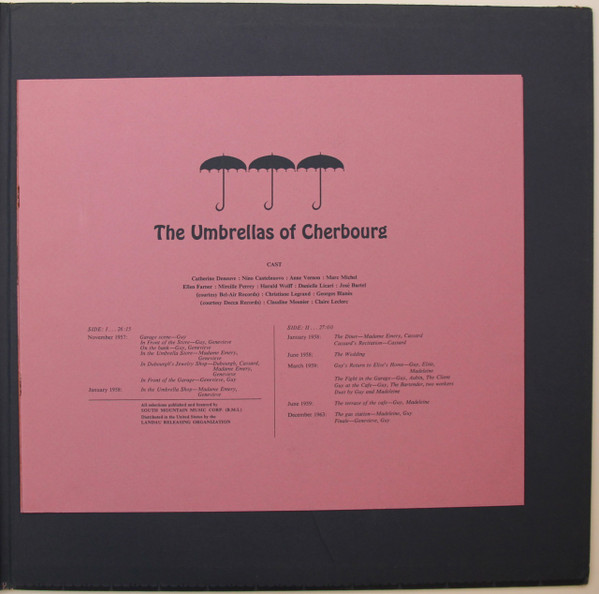 The Umbrellas of Cherbourg
CAST
Catherine Deneuve : Nino Castelnuovo : Anne Vernon : Marc Michel
Ellen Farner : Mireille Perrey : Harald Wolff : Danielle Licari : José Bartel
(courtesy Bel-Air Records) : Christiane Legrand : Georges Blanès
(courtesy Decca Records) : Claudine Meunier : Claire Leclerc
SIDE: I . . . 26:15
November 1957: Garage scene—Guy
In Front of the Store—Guy, Genevieve
On the bank—Guy, Genevieve
In the Umbrella Store—Madame Emery,
Genevieve
In Dubourgh's Jewelry Shop—Dubourgh, Cassard,
Madame Emery,
Genevieve
In Front of the Garage—Genevieve, Guy
January 1958: In the Umbrella Shop—Madame Emery,
Genevieve
All selections published and licensed by
SOUTH MOUNTAIN MUSIC CORP. (B.M.I.)
Distributed in the United States by the
LANDAU RELEASING ORGANIZATION
SIDE: II . . . 27:03
January 1958: The Diner—Madame Emery, Cassard
Cassard's Recitation—Cassard
June 1958: The Wedding
March 1959: Guy's Return to Elise's Home—Guy, Elise,
Madeleine
The Fight in the Garage—Guy, Aubin, The Client
Guy at the Cafe—Guy, The Bartender, two workers
Duet by Guy and Madeleine
June 1959: The terrasse of the cafe—Guy, Madeleine
December 1963: The gas station—Madeleine, Guy
Finale—Genevieve, Guy